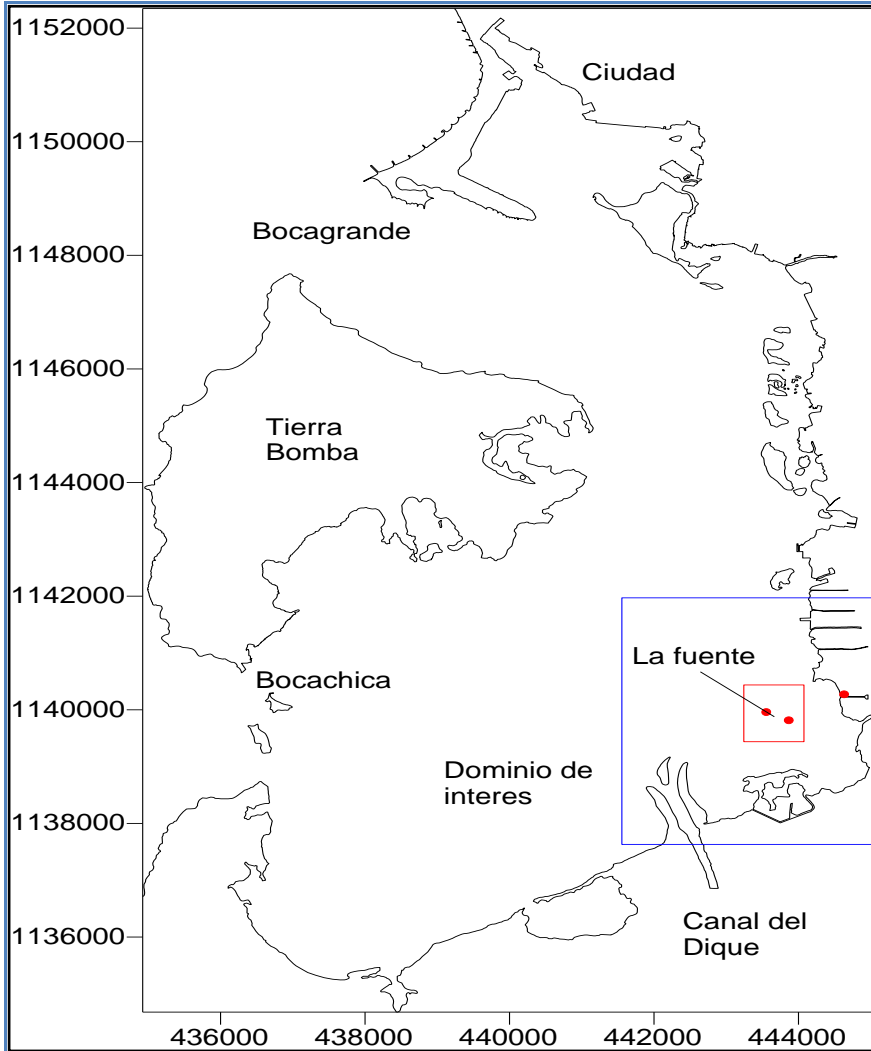 1152000
Ciudad
1150000
Bocagrande
1148000
1146000
Tierra
Bomba
1144000
1142000
La fuente
Bocachica
1140000
Dominio de
interes
1138000
Canal del
Dique
1136000
436000 438000 440000 442000 444000